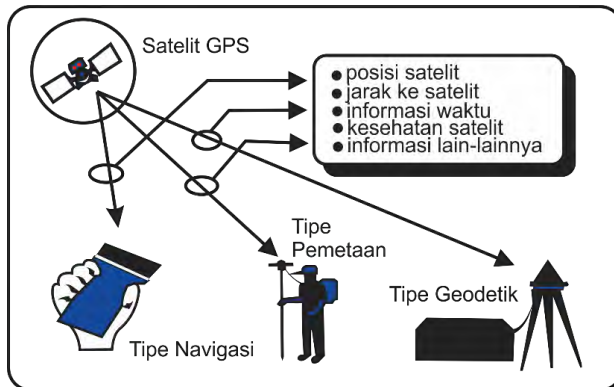 Satelit GPS
● posisi satelit
● jarak ke satelit
● informasi waktu
● kesehatan satelit
● informasi lain-lainnya
Tipe
Pemetaan
Tipe Geodetik
Tipe Navigasi